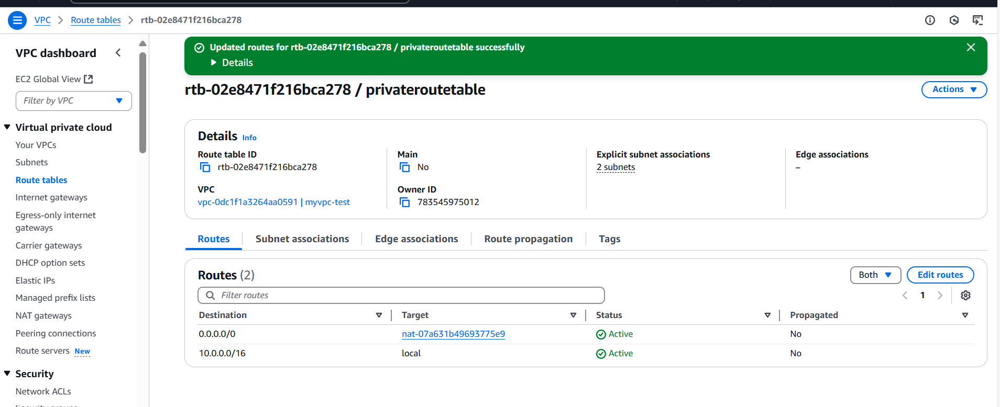 VPC > Route tables > rtb-02e8471f216bca278
VPC dashboard
EC2 Global View
Filter by VPC
Virtual private cloud
Your VPCs
Subnets
Route tables
Internet gateways
Egress-only internet
gateways
Carrier gateways
DHCP option sets
Elastic IPs
Managed prefix lists
NAT gateways
Peering connections
Route servers New
Security
Network ACLs
Updated routes for rtb-02e8471f216bca278 / privateroutetable successfully
Details
rtb-02e8471f216bca278 / privateroutetable
Actions
Details Info
Route table ID
rtb-02e8471f216bca278
Main
No
Explicit subnet associations
2 subnets
Edge associations
–
VPC
vpc-0dc1f1a3264aa0591 | myvpc-test
Owner ID
783545975012
Routes Subnet associations Edge associations Route propagation Tags
Routes (2)
Both
Edit routes
Filter routes
1
Destination Target Status Propagated
0.0.0.0/0 nat-07a631b49693775e9 Active No
10.0.0.0/16 local Active No